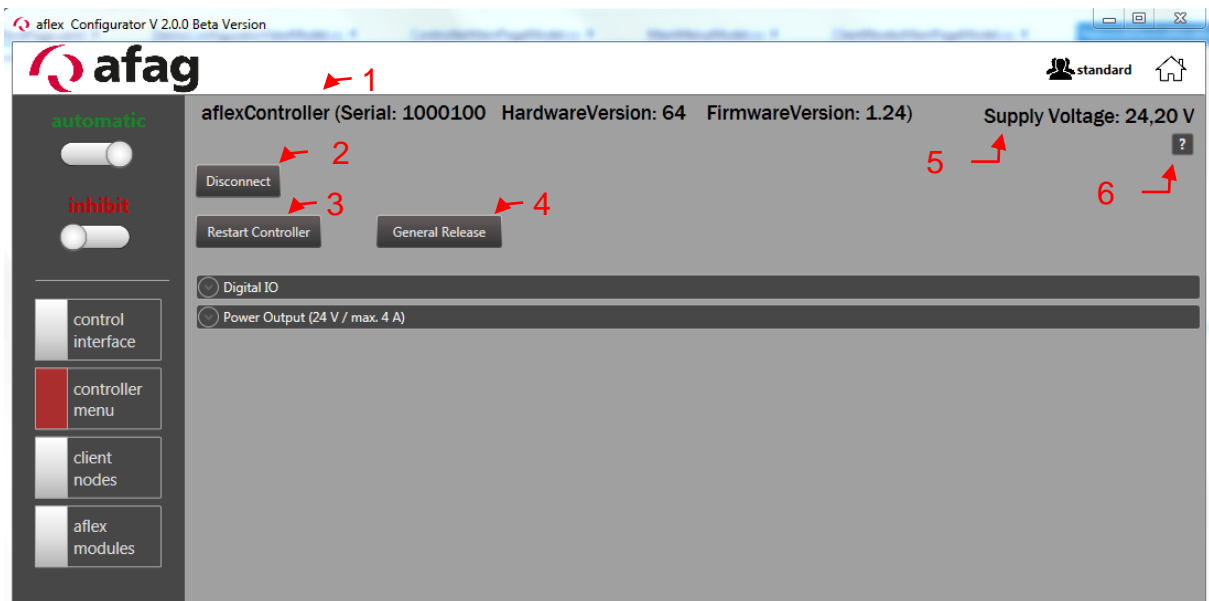 aflex Configurator V 2.0.0 Beta Version
afag
standard
1
aflexController (Serial: 1000100 HardwareVersion: 64 FirmwareVersion: 1.24)
Supply Voltage: 24,20 V
automatic
?
2
5
Disconnect
6
inhibit
3
4
Restart Controller
General Release
Digital IO
Power Output (24 V / max. 4 A)
control
interface
controller
menu
client
nodes
aflex
modules